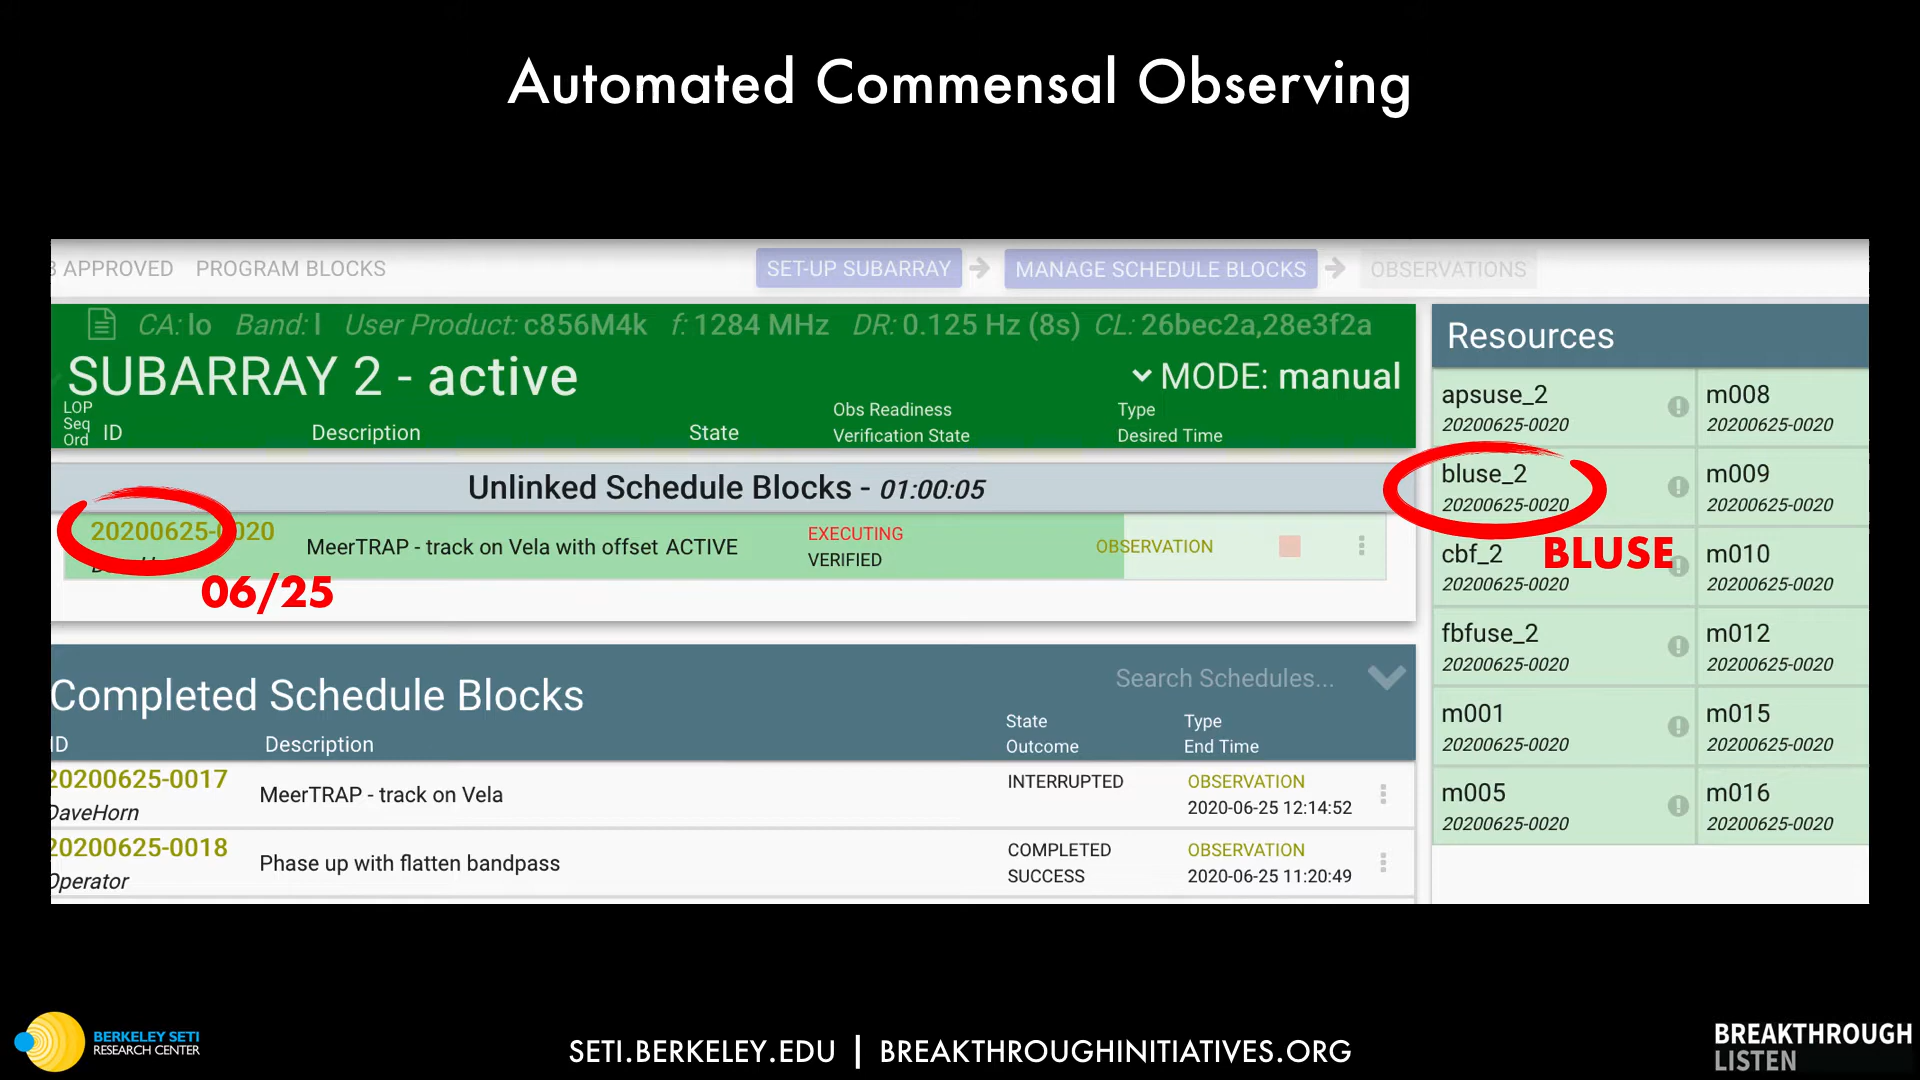 Automated Commensal Observing
APPROVED PROGRAM BLOCKS SET-UP SUBARRAY MANAGE SCHEDULE BLOCKS OBSERVATIONS
CA: lo Band: l User Product: c856M4k f: 1284 MHz DR: 0.125 Hz (8s) CL: 26bec2a,28e3f2a
SUBARRAY 2 - active MODE: manual
LOP
Seq
Ord
ID Description State
Obs Readiness
Verification State
Type
Desired Time
Unlinked Schedule Blocks - 01:00:05
20200625-0020
MeerTRAP - track on Vela with offset ACTIVE
EXECUTING
VERIFIED
OBSERVATION
06/25
Completed Schedule Blocks
Search Schedules...
ID Description
State
Outcome
Type
End Time
20200625-0017
DaveHorn
MeerTRAP - track on Vela
INTERRUPTED
OBSERVATION
2020-06-25 12:14:52
20200625-0018
Operator
Phase up with flatten bandpass
COMPLETED
SUCCESS
OBSERVATION
2020-06-25 11:20:49
Resources
apsuse_2 m008
20200625-0020 20200625-0020
bluse_2 m009
20200625-0020 20200625-0020
BLUSE
cbf_2 m010
20200625-0020 20200625-0020
fbfuse_2 m012
20200625-0020 20200625-0020
m001 m015
20200625-0020 20200625-0020
m005 m016
20200625-0020 20200625-0020
BERKELEY SETI
RESEARCH CENTER
SETI.BERKELEY.EDU | BREAKTHROUGHINITIATIVES.ORG
BREAKTHROUGH
LISTEN